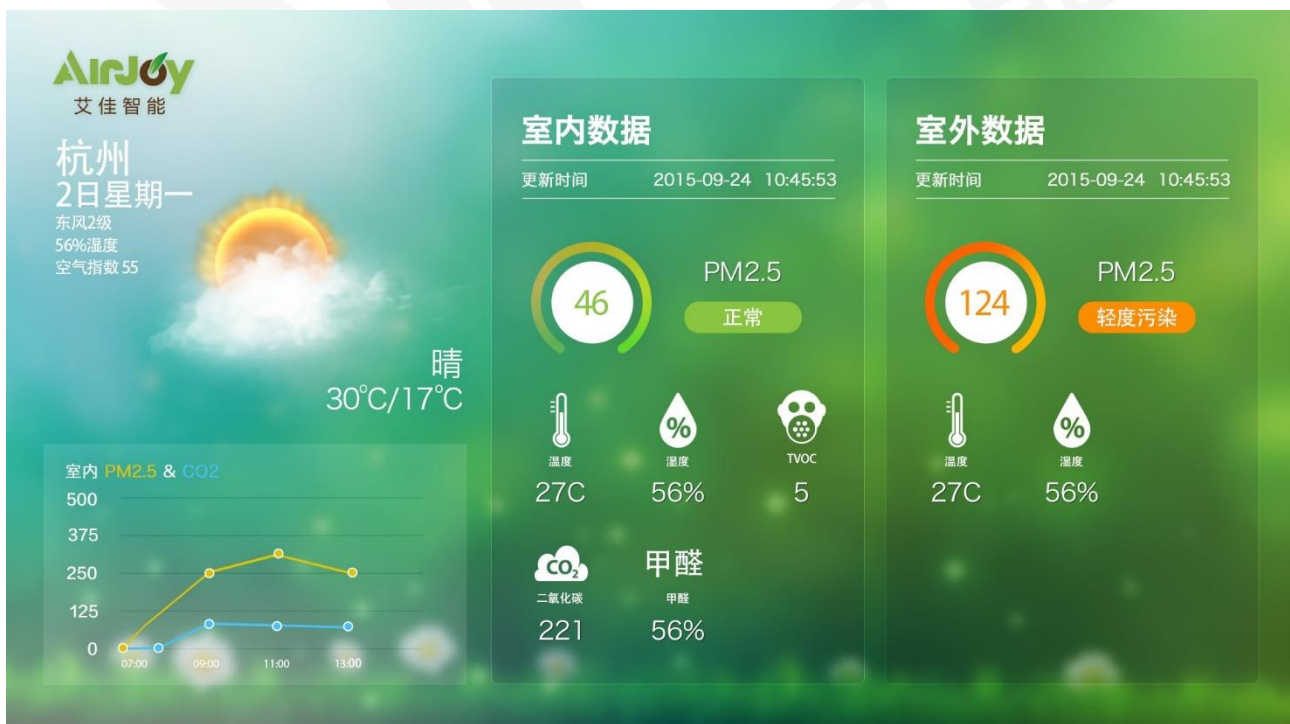 AirJoy
艾佳智能
杭州
2日星期一
东风2级
56%湿度
空气指数 55
晴
30°C/17°C
室内 PM2.5 & CO2
500
375
250
125
0
07:00 09:00 11:00 13:00
室内数据
更新时间 2015-09-24 10:45:53
46
PM2.5
正常
% 
温度 湿度 TVOC
27C 56% 5
CO₂ 甲醛
二氧化碳 甲醛
221 56%
室外数据
更新时间 2015-09-24 10:45:53
124
PM2.5
轻度污染
%
温度 湿度
27C 56%